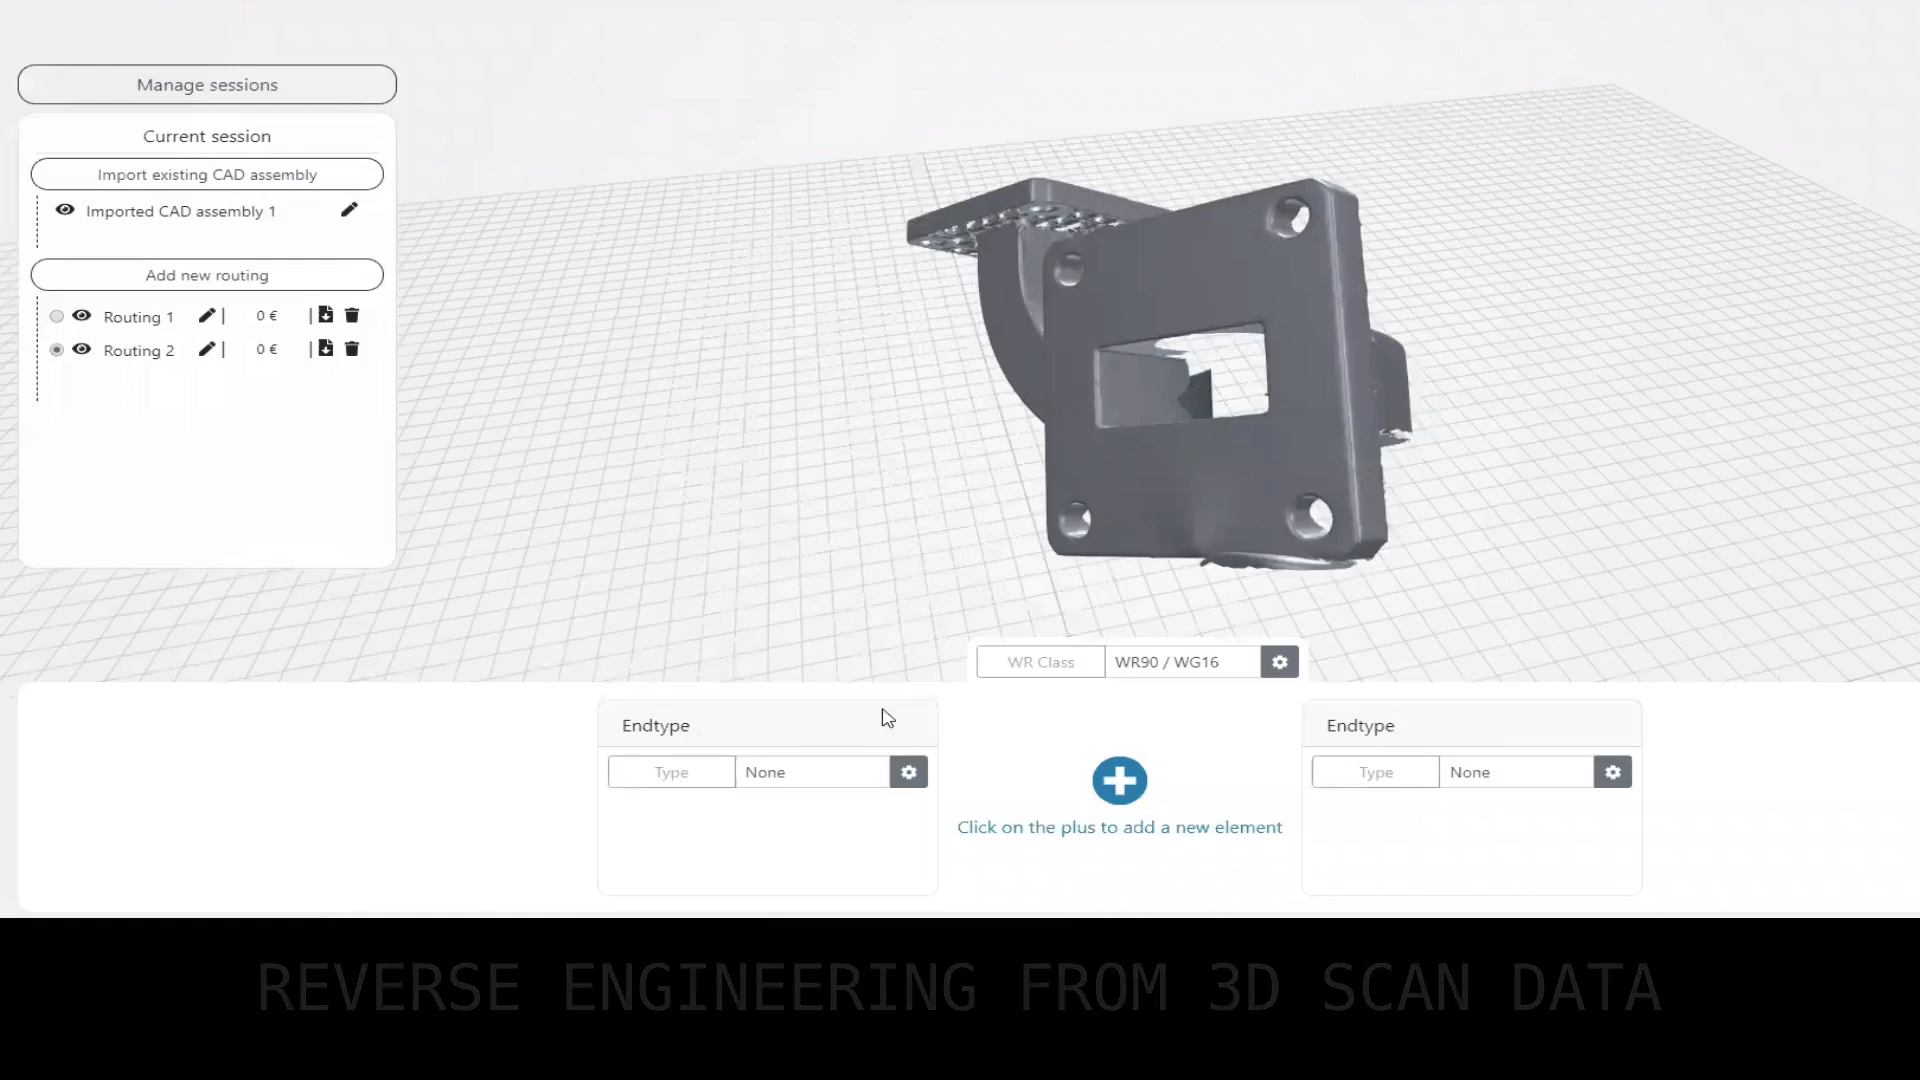 Manage sessions
Current session
Import existing CAD assembly
Imported CAD assembly 1
Add new routing
Routing 1 | 0 € |
Routing 2 | 0 € |
WR Class WR90 / WG16
Endtype
Type None
Click on the plus to add a new element
Endtype
Type None
REVERSE ENGINEERING FROM 3D SCAN DATA